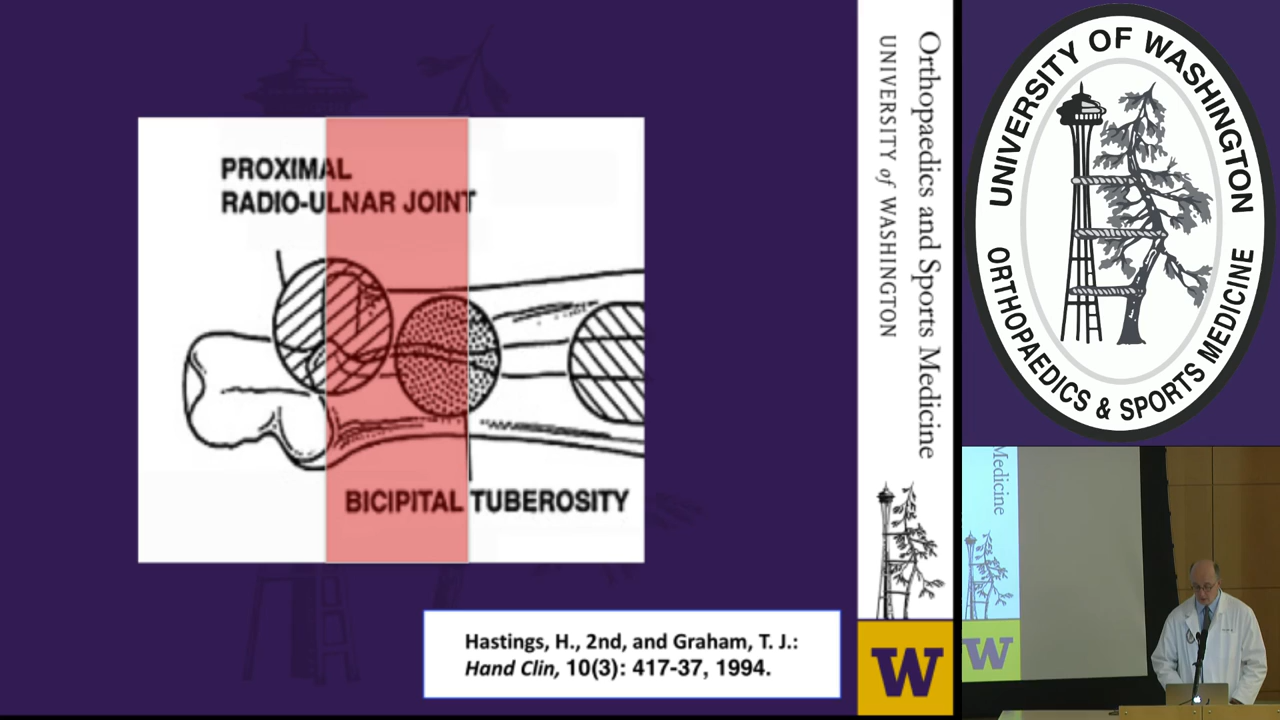 PROXIMAL
RADIO-ULNAR JOINT
BICIPITAL TUBEROSITY
Hastings, H., 2nd, and Graham, T. J.:
Hand Clin, 10(3): 417-37, 1994.
Orthopaedics and Sports Medicine
UNIVERSITY of WASHINGTON
W
UNIVERSITY OF WASHINGTON
ORTHOPAEDICS & SPORTS MEDICINE
Medicine
W